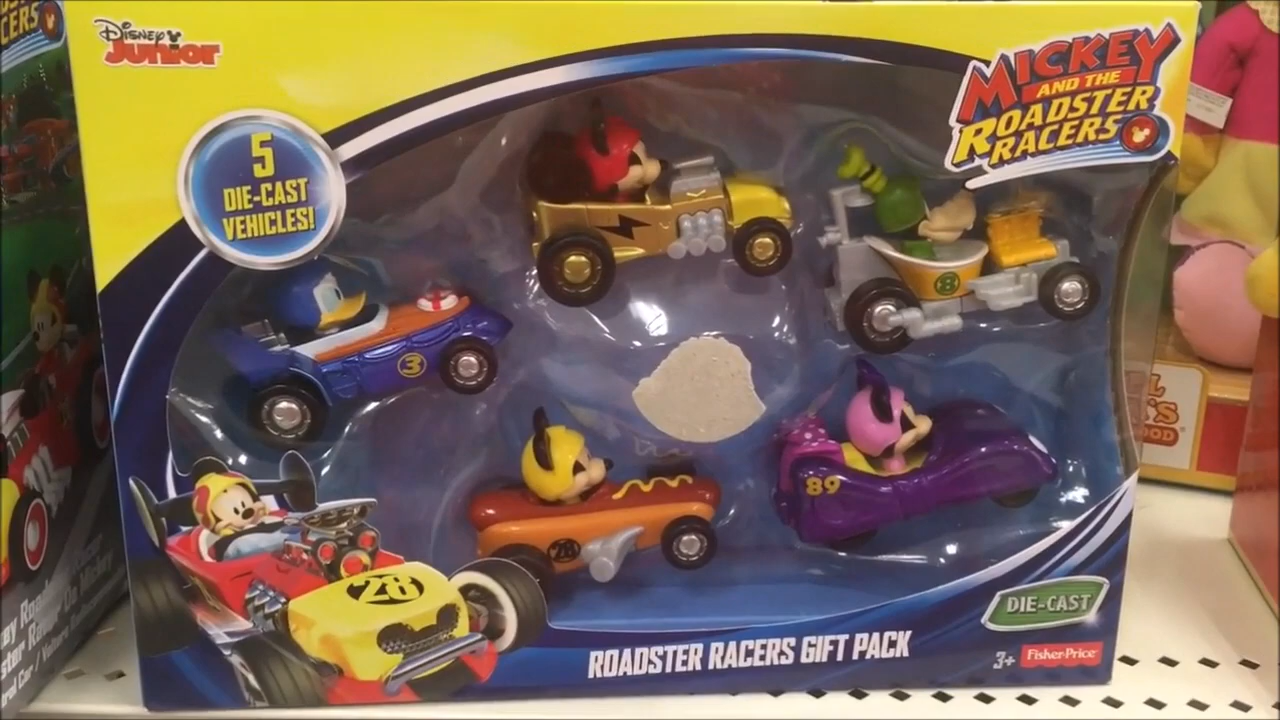 Disney
Junior
5
DIE-CAST
VEHICLES!
MICKEY
AND THE
ROADSTER
RACERS
3
8
28
89
28
DIE-CAST
ROADSTER RACERS GIFT PACK
3+
Fisher-Price
CERS